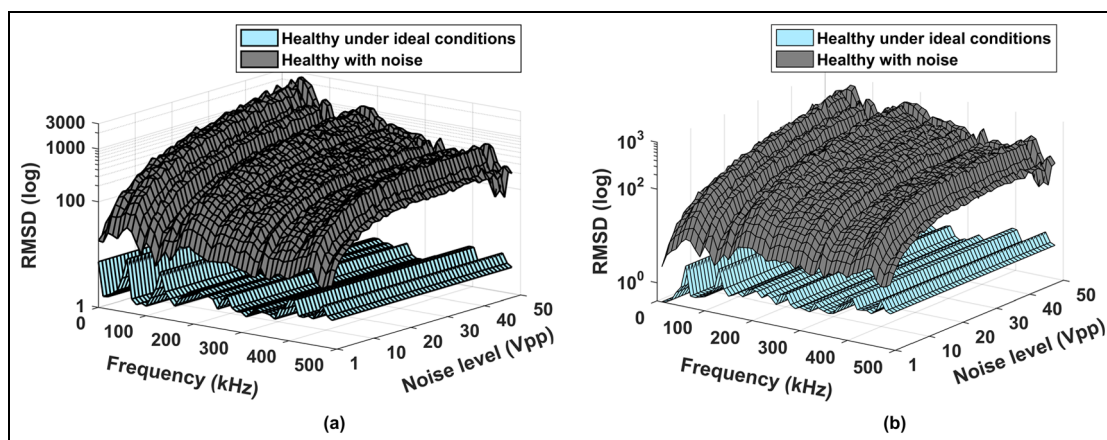 Healthy under ideal conditions
Healthy with noise
3000
1000
100
1
RMSD (log)
0
100
200
300
400
500
Frequency (kHz)
1
10
20
30
40
50
Noise level (Vpp)
(a)
Healthy under ideal conditions
Healthy with noise
10³
10²
10⁰
RMSD (log)
0
100
200
300
400
500
Frequency (kHz)
1
10
20
30
40
50
Noise level (Vpp)
(b)